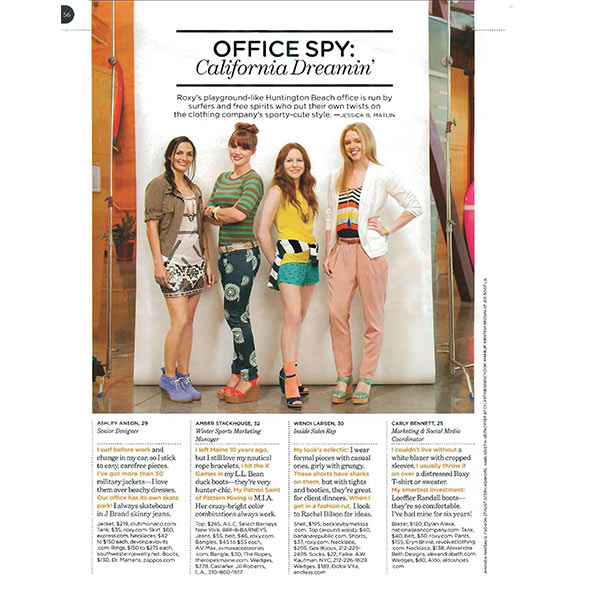 56
OFFICE SPY:
California Dreamin'
Roxy's playground-like Huntington Beach office is run by
surfers and free spirits who put their own twists on
the clothing company's sporty-cute style. —JESSICA B. MATLIN
ASHLEY ANSON, 29
Senior Designer
I surf before work and
change in my car, so I stick
to easy, carefree pieces.
I've got more than 50
military jackets—I love
them over beachy dresses.
Our office has its own skate
park! I always skateboard
in J Brand skinny jeans.
Jacket, $219, clubmonaco.com.
Tank, $35, roxy.com. Skirt, $60,
express.com. Necklaces, $42
to $150 each, devonpavlovits
.com. Rings, $150 to $275 each,
southwesternjewelry.net. Boots,
$130, Dr. Martens, zappos.com
AMBER STACKHOUSE, 32
Winter Sports Marketing
Manager
I left Maine 10 years ago,
but I still love my nautical
rope bracelets. I hit the X
Games in my L.L. Bean
duck boots—they're very
hunter-chic. My Patron Saint
of Pattern Mixing is M.I.A.
Her crazy-bright color
combinations always work.
Top, $285, A.L.C. Select Barneys
New York, 888-8-BARNEYS.
Jeans, $55, belt, $46, roxy.com.
Bangles, $45 to $55 each,
A.V. Max, avmaxaccessories
.com. Bangle, $30, The Ropes,
theropesmaine.com. Wedges,
$378, Castañer, Jill Roberts,
L.A., 310-860-1617
WENDI LARSEN, 30
Inside Sales Rep
My look's eclectic: I wear
formal pieces with casual
ones, girly with grungy.
These shorts have sharks
on them, but with tights
and booties, they're great
for client dinners. When I
get in a fashion rut, I look
to Rachel Bilson for ideas.
Shell, $195, beckleybymelissa
.com. Top (around waist), $40,
bananarepublic.com. Shorts,
$37, roxy.com. Necklace,
$295, Gas Bijoux, 212-229-
2495. Socks, $22, Falke. A.W.
Kaufman, NYC, 212-226-1629.
Wedges, $189, Dolce Vita,
endless.com
CARLY BENNETT, 25
Marketing & Social Media
Coordinator
I couldn't live without a
white blazer with cropped
sleeves. I usually throw it
on over a distressed Roxy
T-shirt or sweater.
My smartest investment:
Loeffler Randall boots—
they're so comfortable.
I've had mine for six years!
Blazer, $120, Dylan Alexa,
nationaljeancompany.com. Tank,
$40, belt, $30, roxy.com. Pants,
$155, Eryn Brinié, revolveclothing
.com. Necklace, $138, Alexandra
Beth Designs, alexandrabeth.com.
Wedges, $80, Aldo, aldoshoes
.com